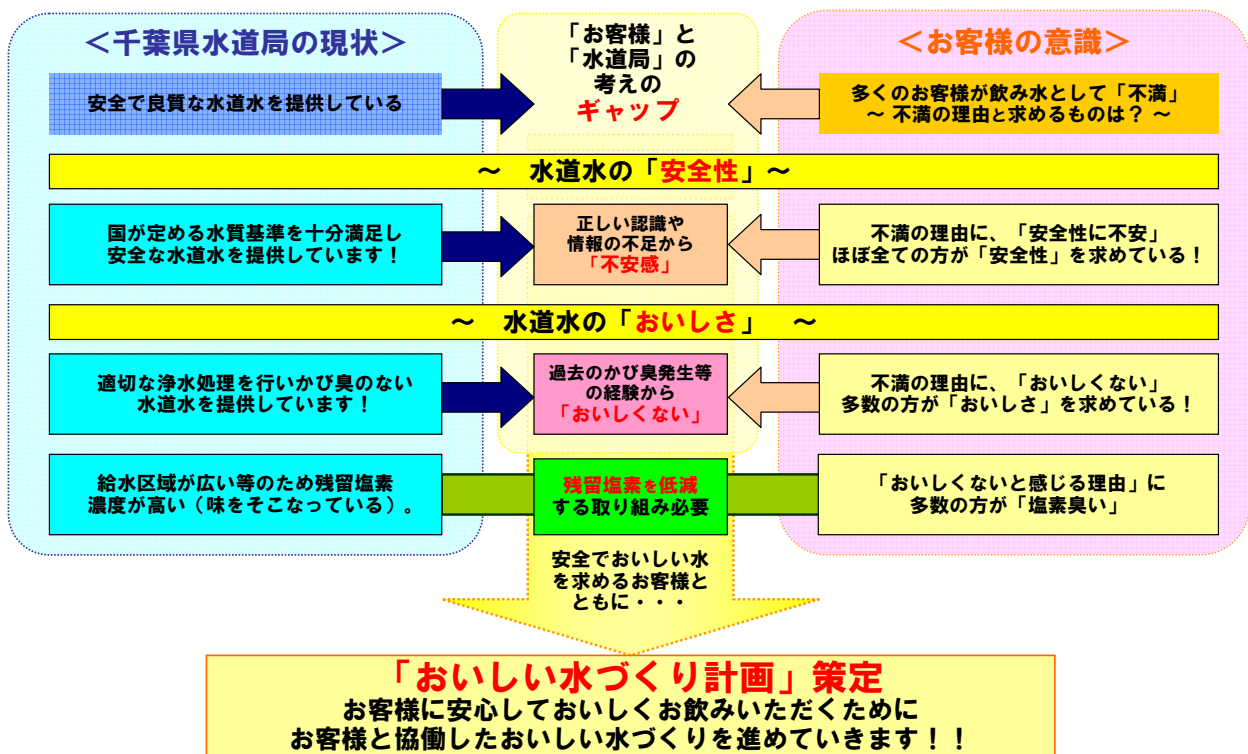 ＜千葉県水道局の現状＞
「お客様」と
「水道局」の
考えの
ギャップ
＜お客様の意識＞
安全で良質な水道水を提供している
多くのお客様が飲み水として「不満」
～ 不満の理由と求めるものは？ ～
～　水道水の「安全性」～
国が定める水質基準を十分満足し
安全な水道水を提供しています！
正しい認識や
情報の不足から
「不安感」
不満の理由に、「安全性に不安」
ほぼ全ての方が「安全性」を求めている！
～　水道水の「おいしさ」　～
適切な浄水処理を行いかび臭のない
水道水を提供しています！
過去のかび臭発生等
の経験から
「おいしくない」
不満の理由に、「おいしくない」
多数の方が「おいしさ」を求めている！
給水区域が広い等のため残留塩素
濃度が高い（味をそこなっている）。
残留塩素を低減
する取り組み必要
「おいしくないと感じる理由」に
多数の方が「塩素臭い」
安全でおいしい水
を求めるお客様と
ともに・・・
「おいしい水づくり計画」策定
お客様に安心しておいしくお飲みいただくために
お客様と協働したおいしい水づくりを進めていきます！！